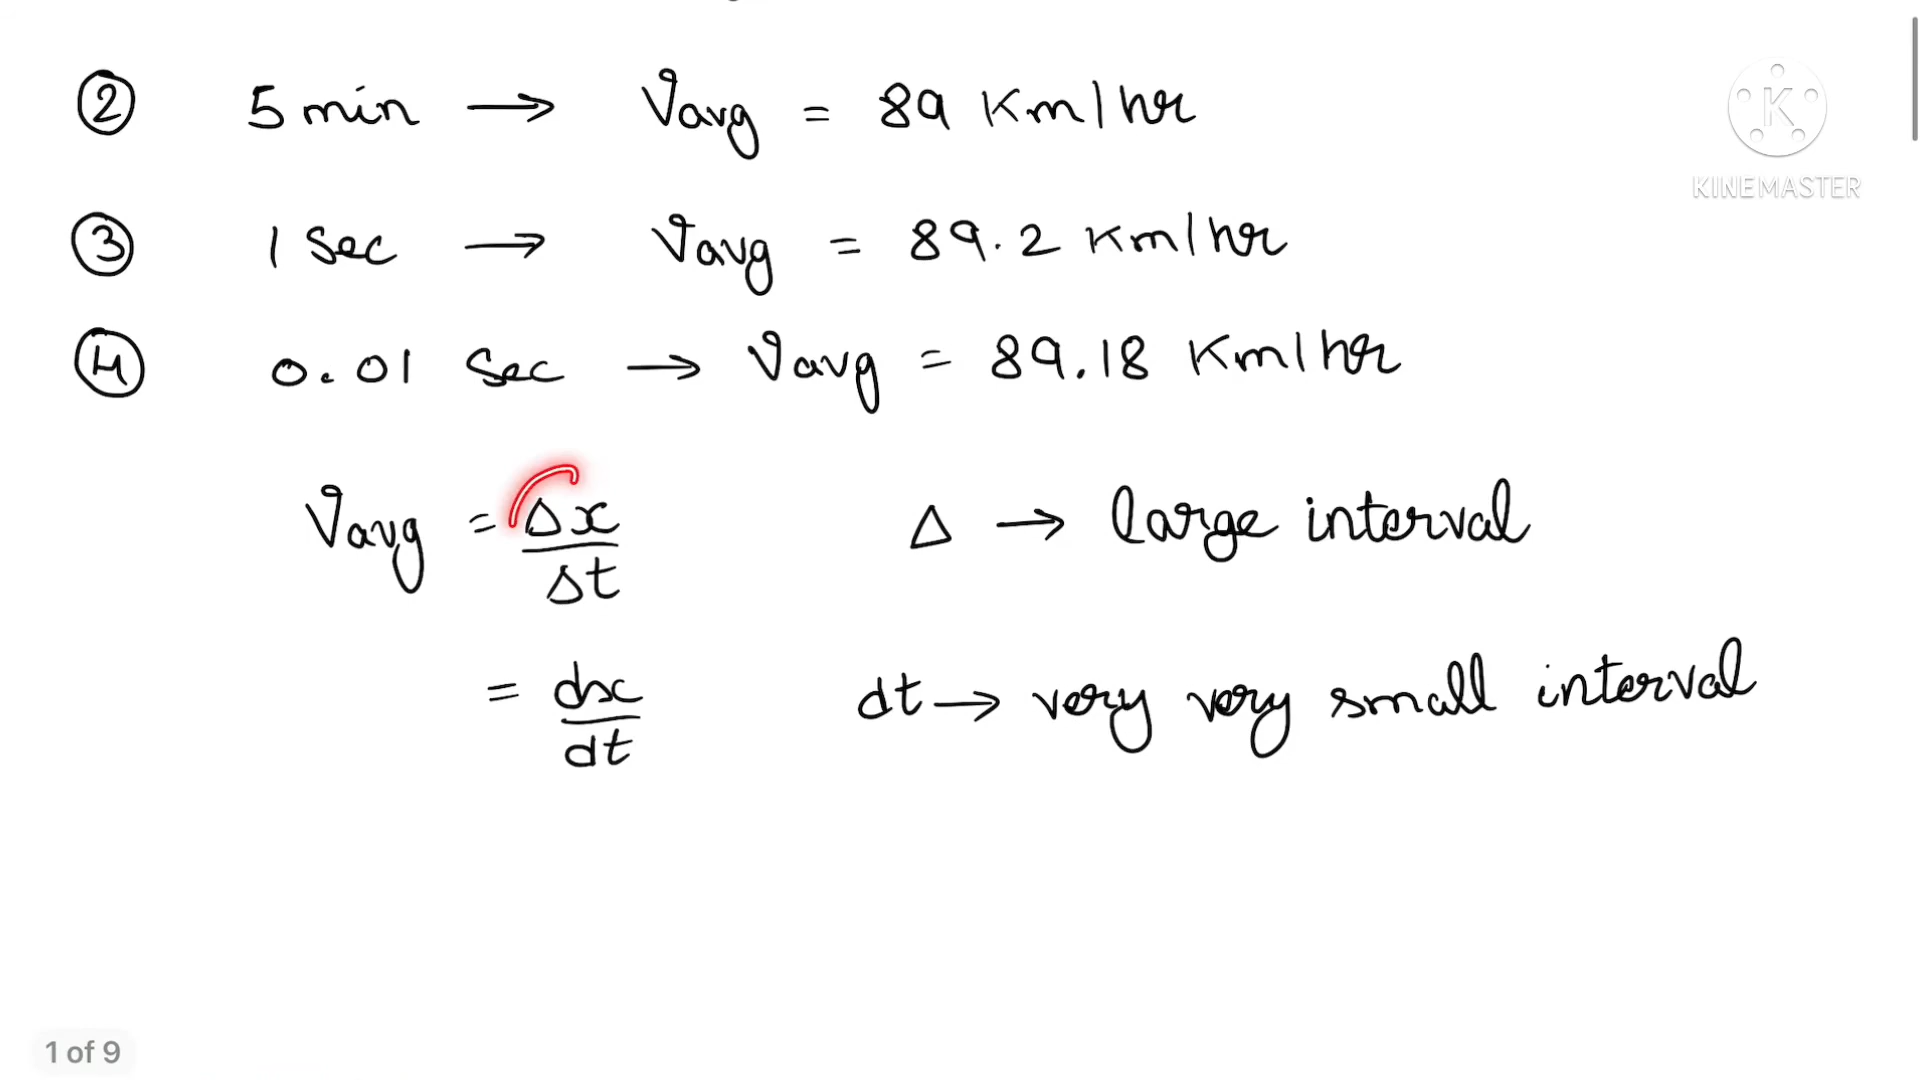 ② 5 min → Vavg = 89 Km/hr
KINEMASTER
③ 1 Sec → Vavg = 89.2 Km/hr
④ 0.01 Sec → Vavg = 89.18 Km/hr
Vavg = Δx/Δt Δ → large interval
= dx/dt dt → very very small interval
1 of 9